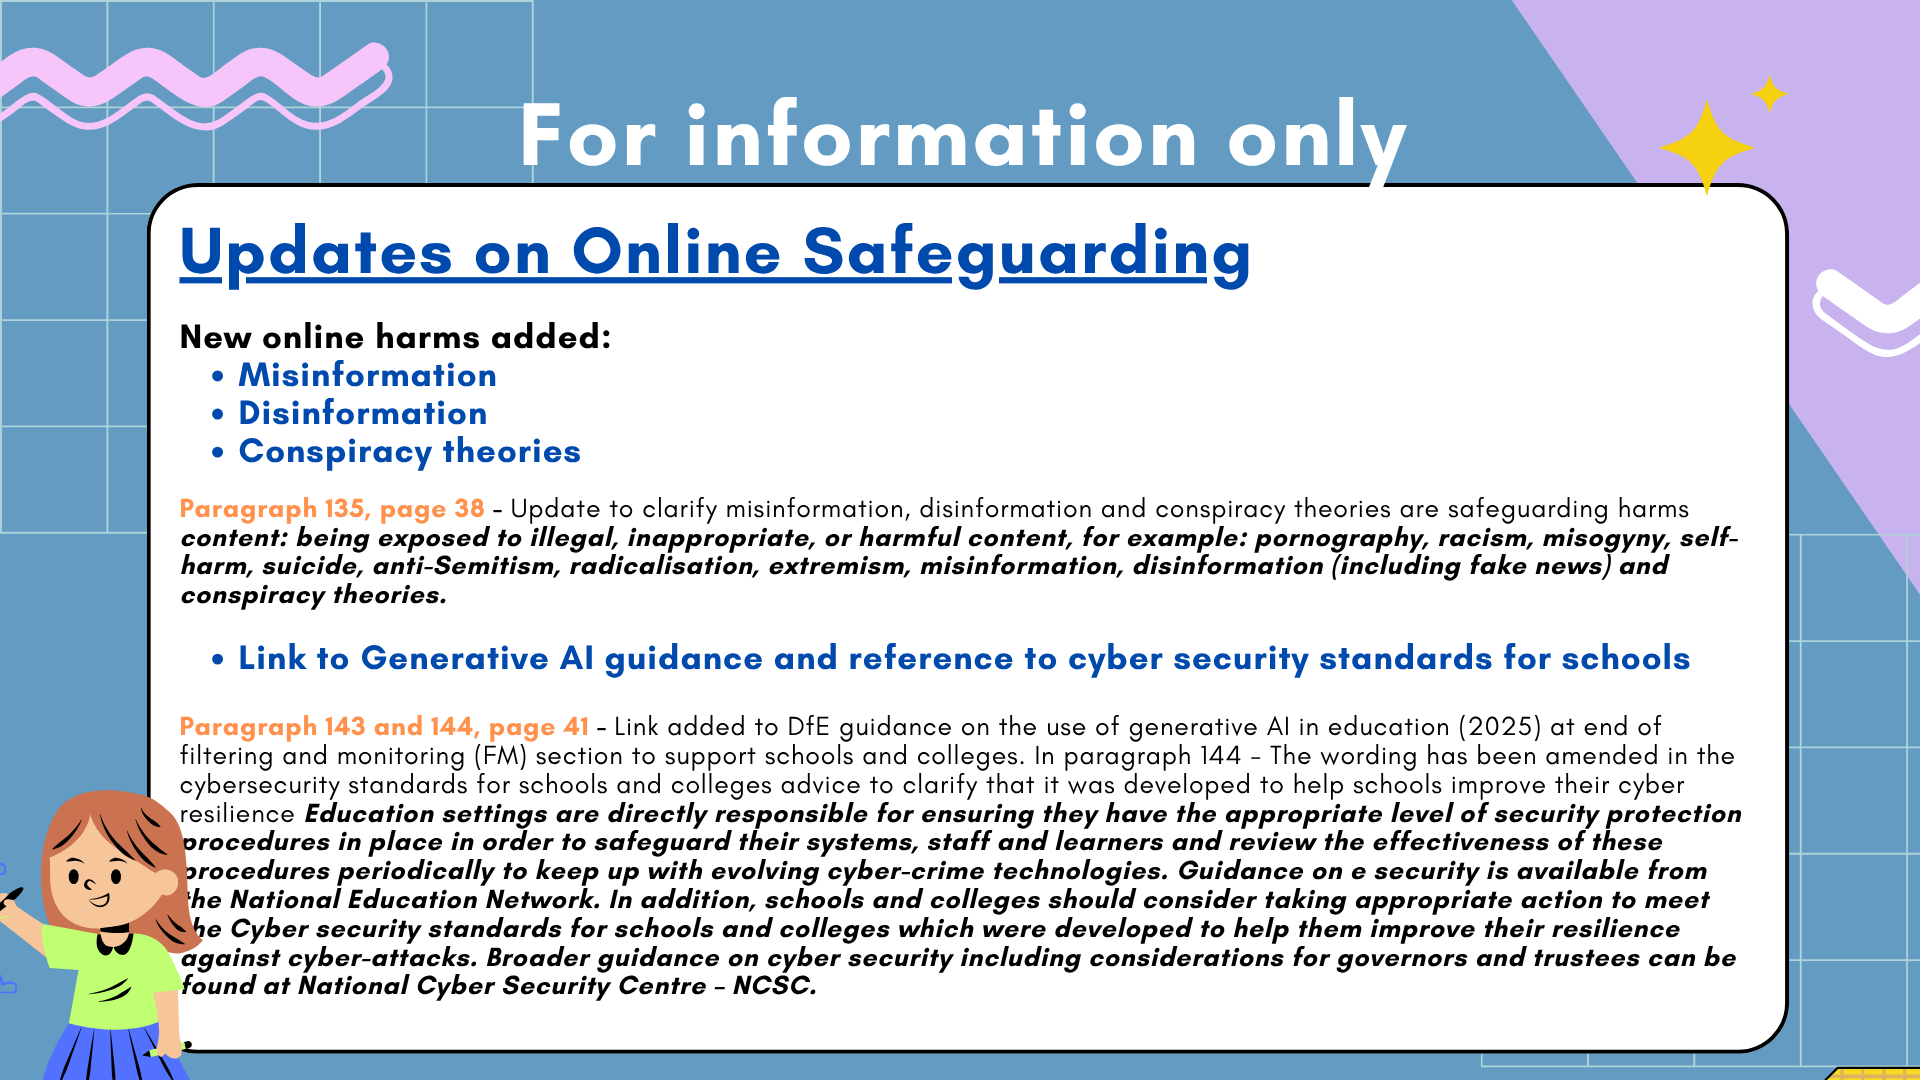 For information only
Updates on Online Safeguarding
New online harms added:
• Misinformation
• Disinformation
• Conspiracy theories
Paragraph 135, page 38 - Update to clarify misinformation, disinformation and conspiracy theories are safeguarding harms
content: being exposed to illegal, inappropriate, or harmful content, for example: pornography, racism, misogyny, self-
harm, suicide, anti-Semitism, radicalisation, extremism, misinformation, disinformation (including fake news) and
conspiracy theories.
• Link to Generative AI guidance and reference to cyber security standards for schools
Paragraph 143 and 144, page 41 - Link added to DfE guidance on the use of generative AI in education (2025) at end of
filtering and monitoring (FM) section to support schools and colleges. In paragraph 144 - The wording has been amended in the
cybersecurity standards for schools and colleges advice to clarify that it was developed to help schools improve their cyber
resilience Education settings are directly responsible for ensuring they have the appropriate level of security protection
procedures in place in order to safeguard their systems, staff and learners and review the effectiveness of these
procedures periodically to keep up with evolving cyber-crime technologies. Guidance on e security is available from
the National Education Network. In addition, schools and colleges should consider taking appropriate action to meet
the Cyber security standards for schools and colleges which were developed to help them improve their resilience
against cyber-attacks. Broader guidance on cyber security including considerations for governors and trustees can be
found at National Cyber Security Centre - NCSC.